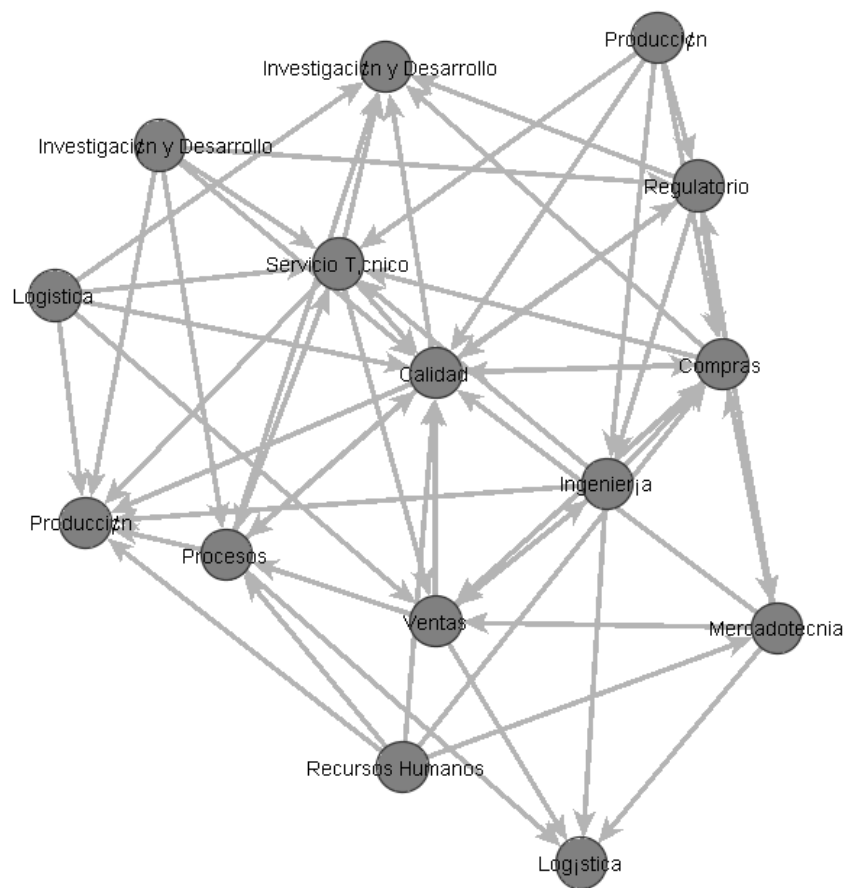 Producci¢n
Investigaci¢n y Desarrollo
Investigaci¢n y Desarrollo
Regulatorio
Servicio T‚cnico
Logistica
Compras
Calidad
Ingenier¡a
Producci¢n
Procesos
Ventas
Mercadotecnia
Recursos Humanos
Log¡stica